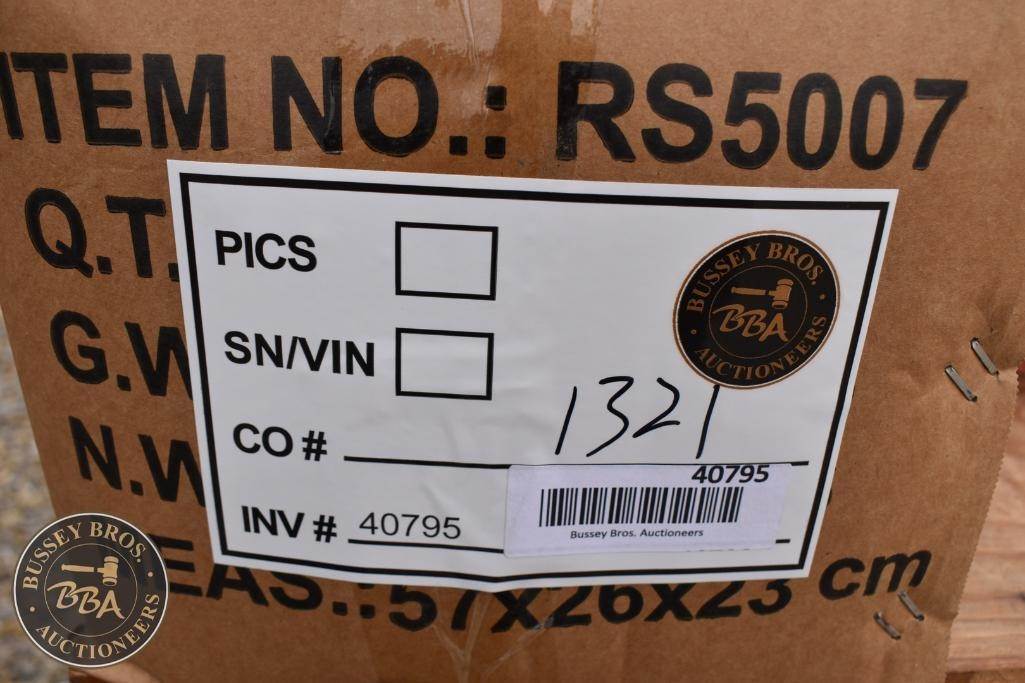 ITEM NO.: RS5007
Q.T.
G.W
N.W
PICS
SN/VIN
CO #
1321
INV # 40795
40795
Bussey Bros. Auctioneers
BUSSEY BROS.
BBA
AUCTIONEERS
EAS.:57x26x23 cm
BUSSEY BROS.
BBA
AUCTIONEERS